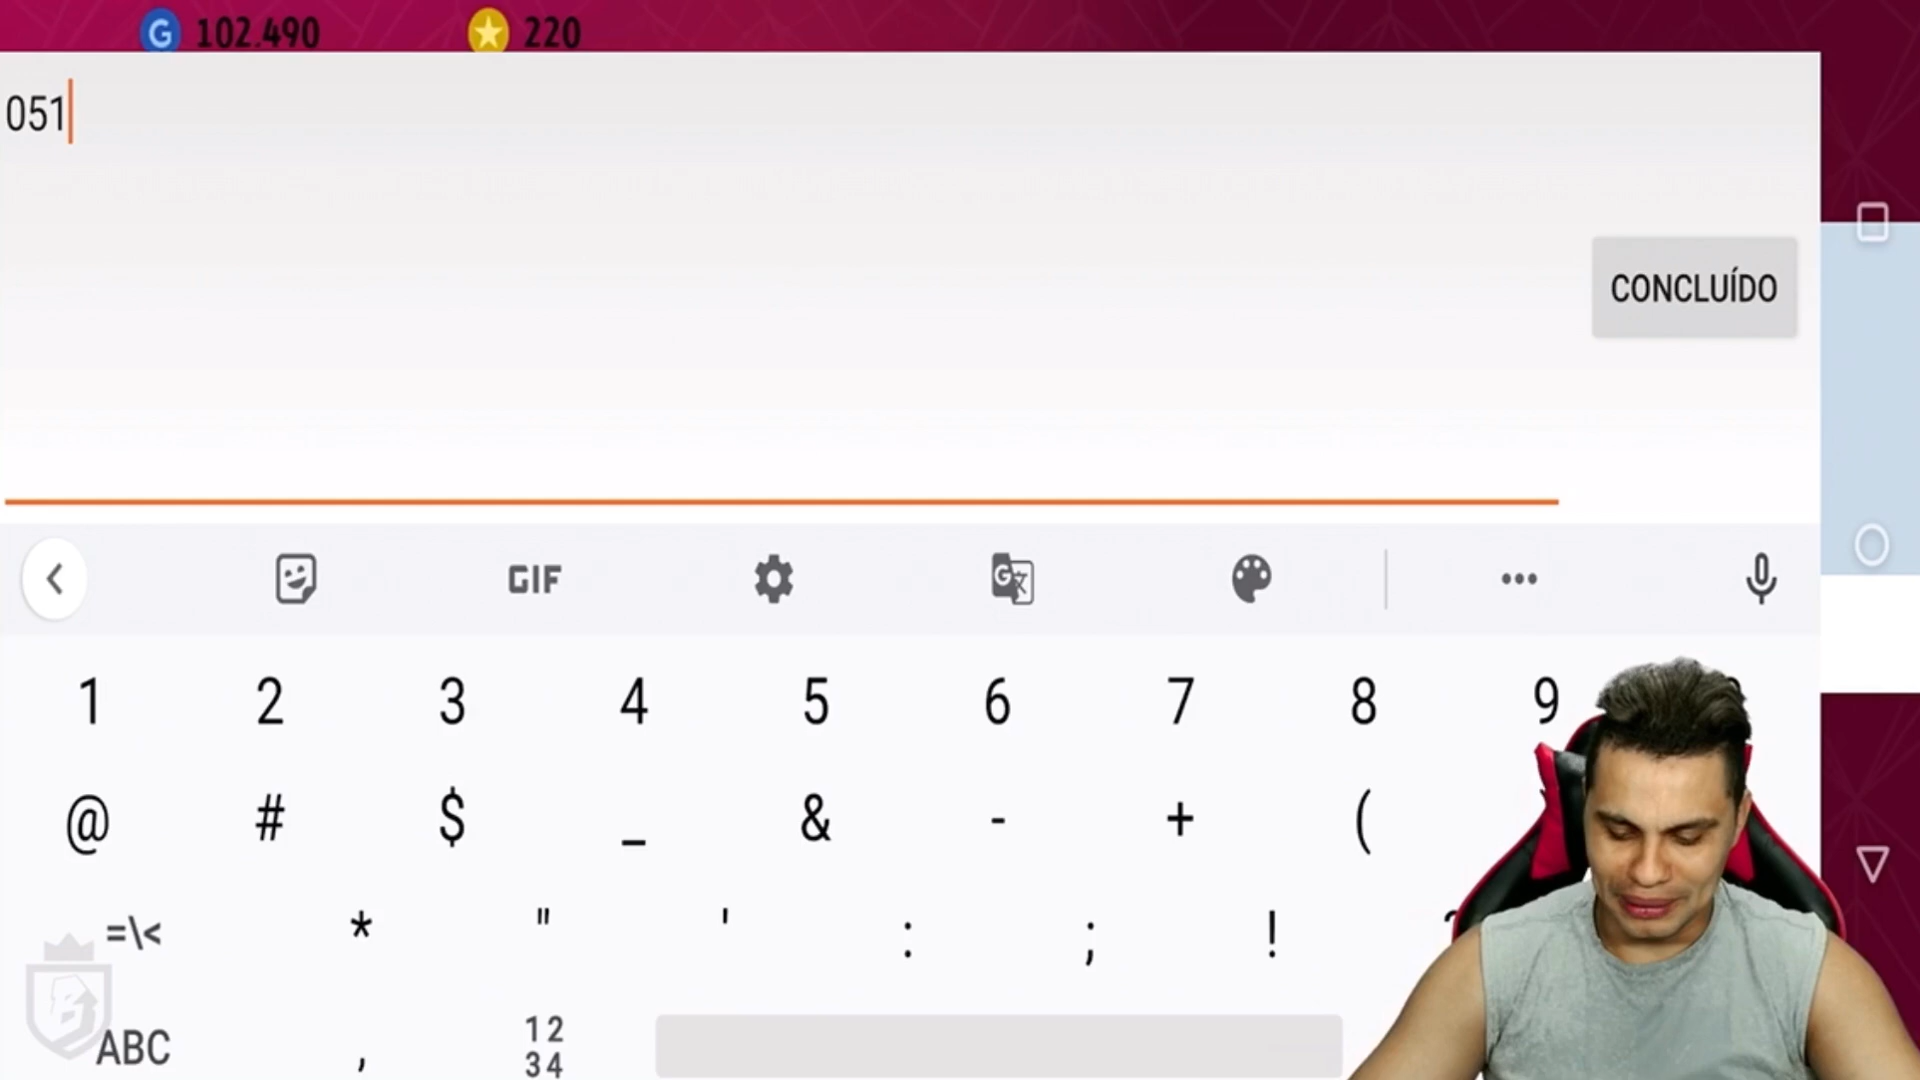 G 102.490 220
051
CONCLUÍDO
GIF
1 2 3 4 5 6 7 8 9
@ # $ _ & - + (
=\< * " ' : ; !
ABC , 12 34